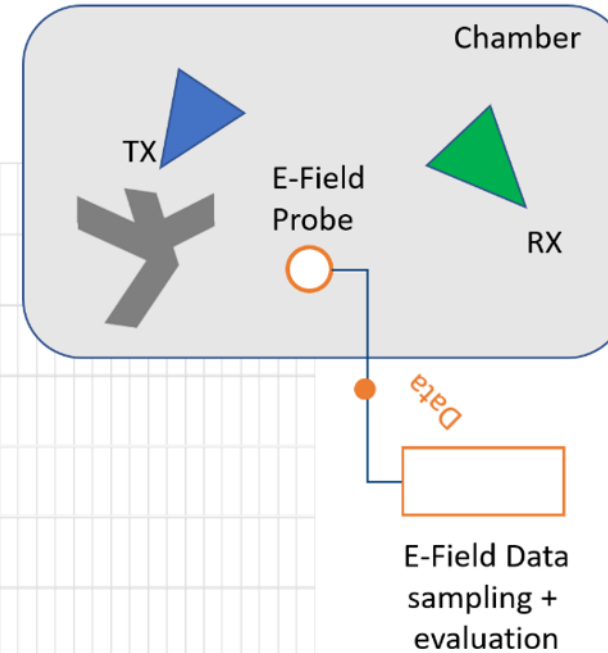 Chamber
TX
E-Field
Probe
RX
Data
E-Field Data
sampling +
evaluation